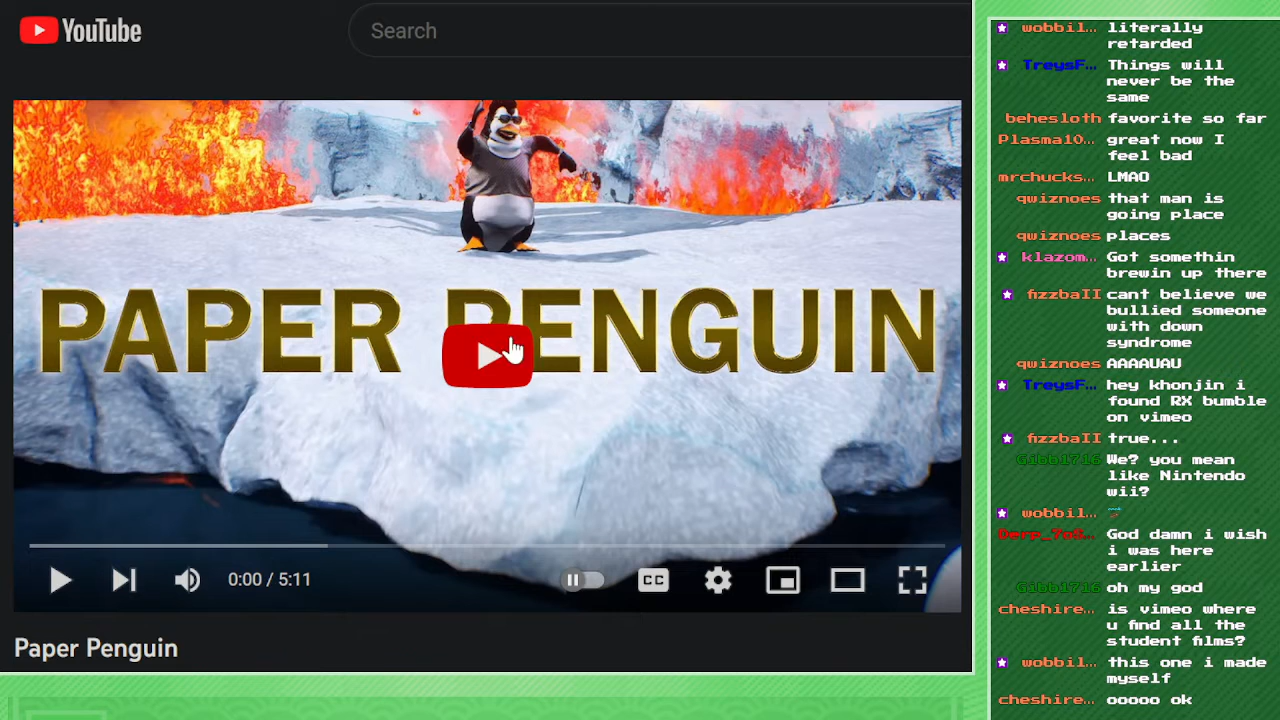 YouTube
Search
PAPER PENGUIN
0:00 / 5:11
CC
Paper Penguin
wobbil... literally
retarded
TreysF... Things will
never be the
same
behesloth favorite so far
Plasma10... great now I
feel bad
mrchucks... LMAO
qwiznoes that man is
going place
qwiznoes places
klazom... Got somethin
brewin up there
fizzbaII cant believe we
bullied someone
with down
syndrome
qwiznoes AAAAUAU
TreysF... hey khonjin i
found RX bumble
on vimeo
fizzbaII true...
Gibb1716 We? you mean
like Nintendo
wii?
wobbil...
God damn i wish
i was here
earlier
Gibb1716 oh my god
cheshire... is vimeo where
u find all the
student films?
wobbil... this one i made
myself
cheshire... ooooo ok